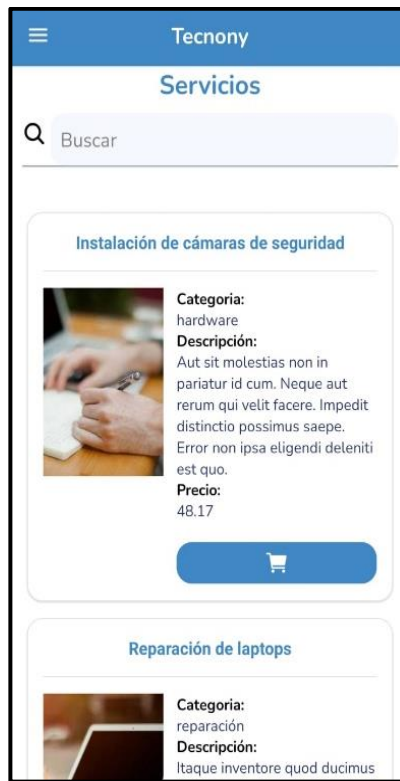 Tecnony
Servicios
Buscar
Instalación de cámaras de seguridad
Categoria:
hardware
Descripción:
Aut sit molestias non in
pariatur id cum. Neque aut
rerum qui velit facere. Impedit
distinctio possimus saepe.
Error non ipsa eligendi deleniti
est quo.
Precio:
48.17
Reparación de laptops
Categoria:
reparación
Descripción:
Itaque inventore quod ducimus